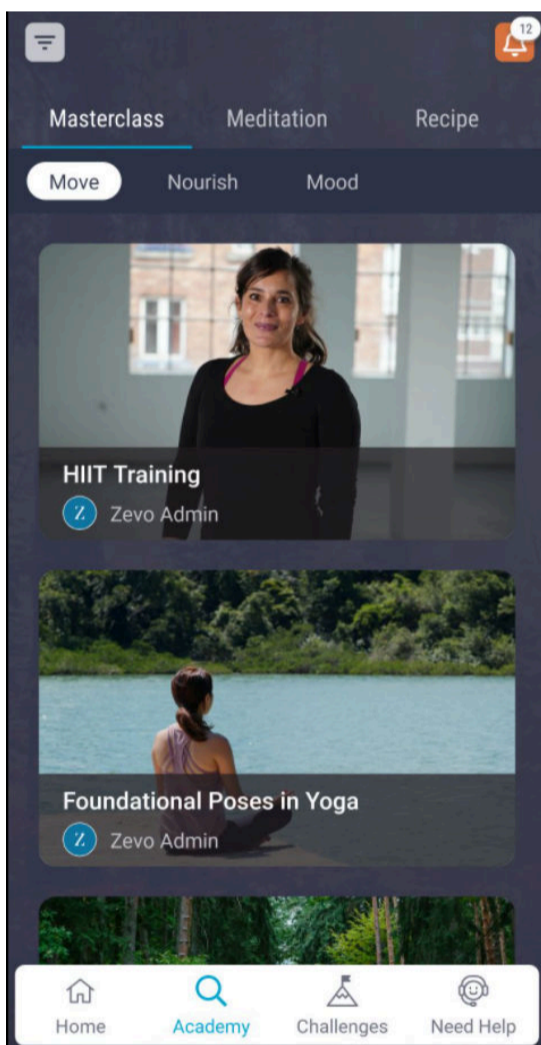 12
Masterclass Meditation Recipe
Move Nourish Mood
HIIT Training
Z Zevo Admin
Foundational Poses in Yoga
Z Zevo Admin
Home Academy Challenges Need Help